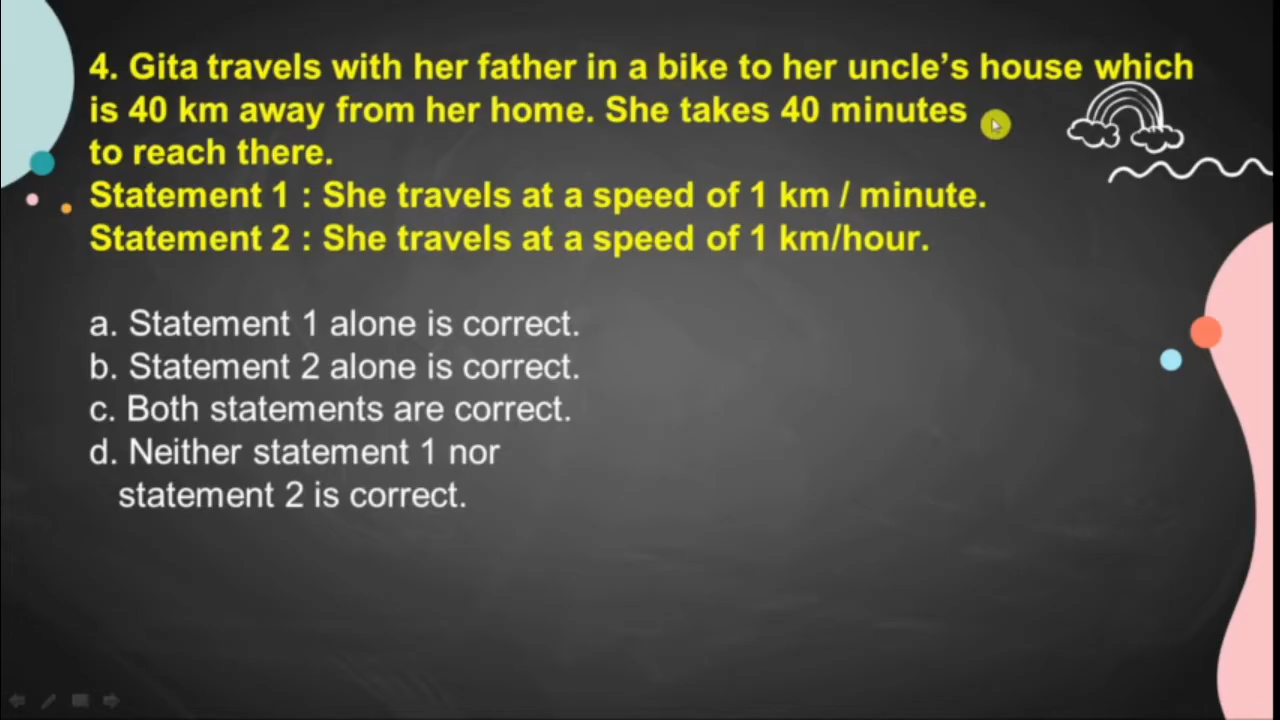 4. Gita travels with her father in a bike to her uncle’s house which
is 40 km away from her home. She takes 40 minutes
to reach there.
Statement 1 : She travels at a speed of 1 km / minute.
Statement 2 : She travels at a speed of 1 km/hour.
a. Statement 1 alone is correct.
b. Statement 2 alone is correct.
c. Both statements are correct.
d. Neither statement 1 nor
statement 2 is correct.